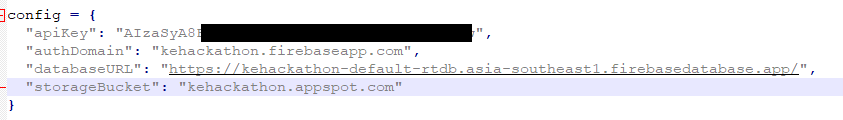 config = {
"apiKey": "AIzaSyA8",
"authDomain": "kehackathon.firebaseapp.com",
"databaseURL": "https://kehackathon-default-rtdb.asia-southeast1.firebasedatabase.app/",
"storageBucket": "kehackathon.appspot.com"
}